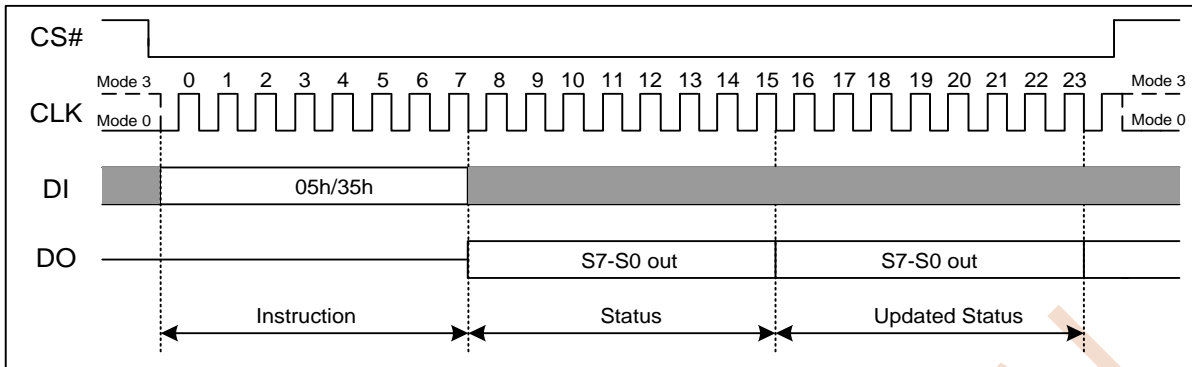 CS#
Mode 3 0 1 2 3 4 5 6 7 8 9 10 11 12 13 14 15 16 17 18 19 20 21 22 23 Mode 3
CLK
Mode 0 Mode 0
DI 05h/35h
DO S7-S0 out S7-S0 out
Instruction Status Updated Status